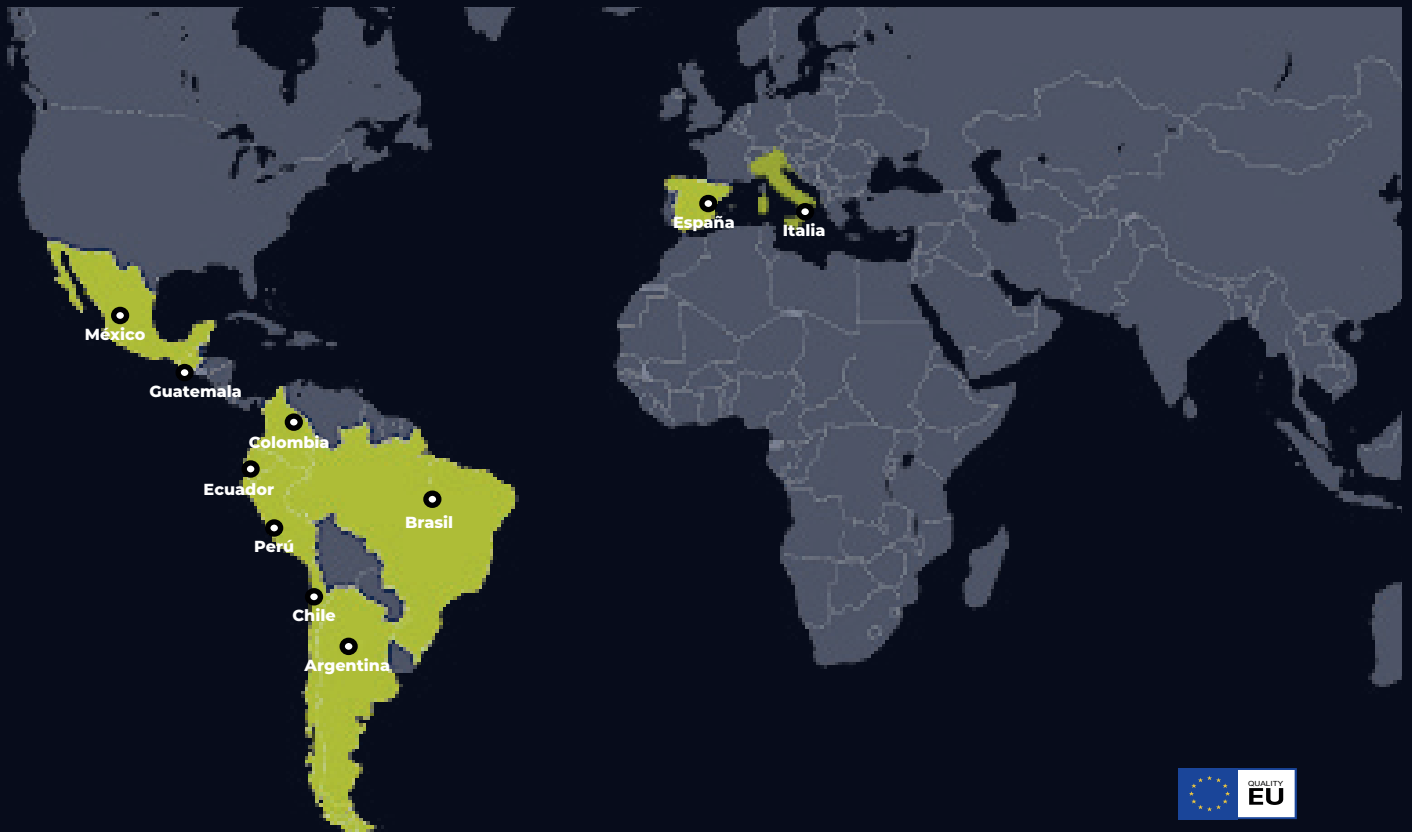 España
Italia
México
Guatemala
Colombia
Ecuador
Brasil
Perú
Chile
Argentina
QUALITY
EU